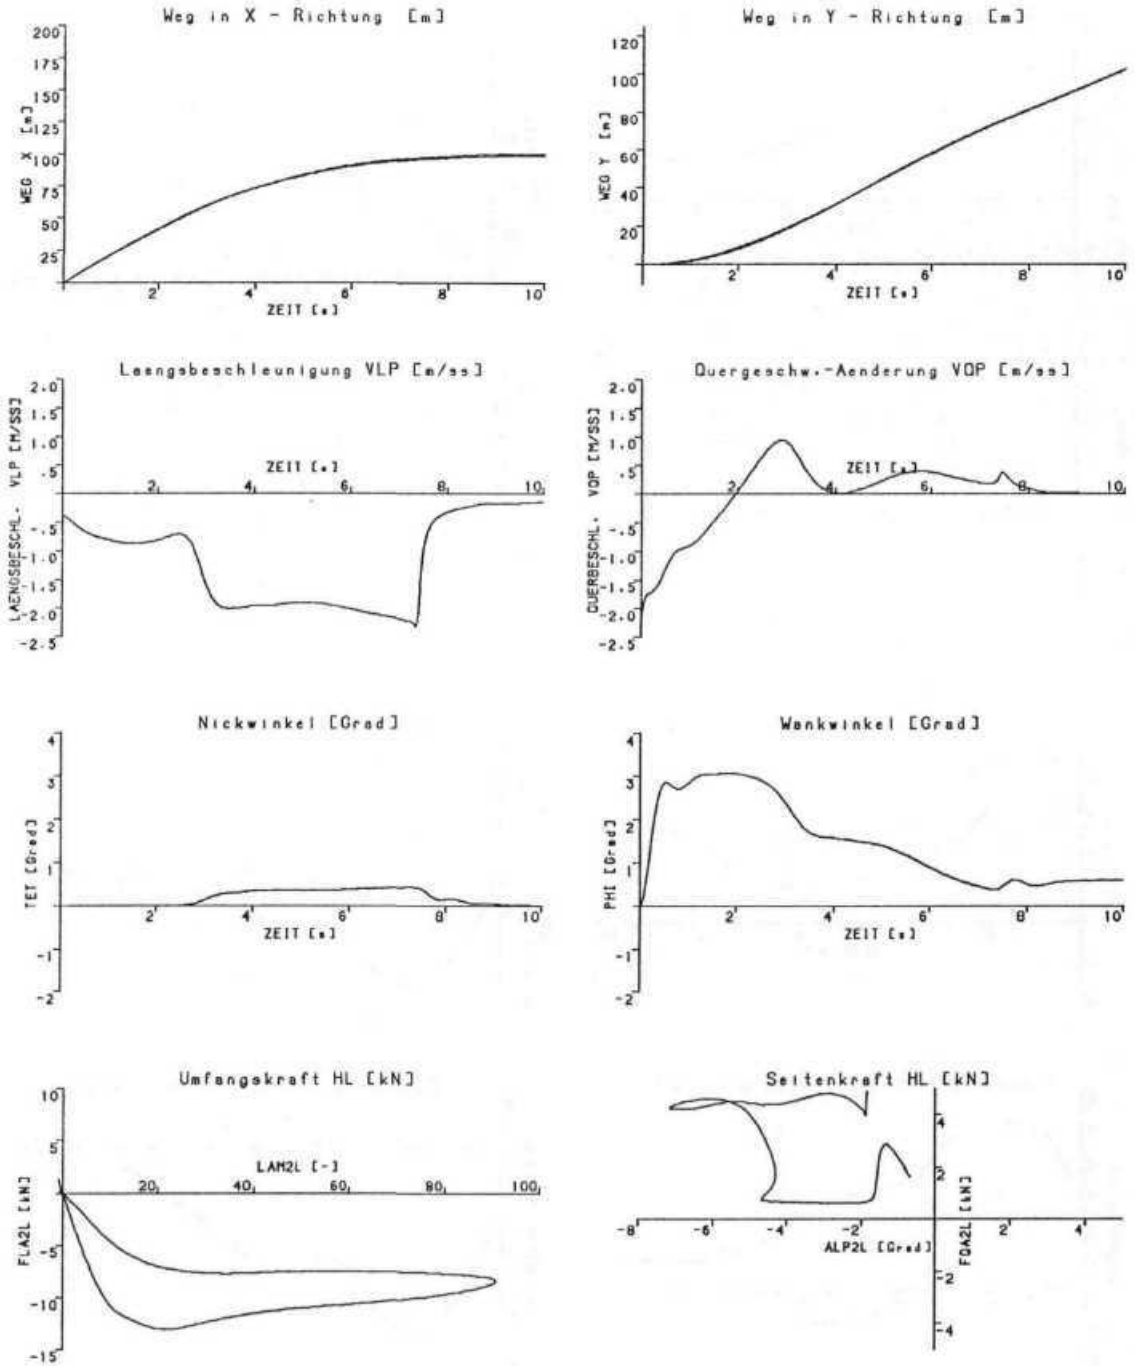 Weg in X - Richtung [m]
200
175
150
125
100
75
50
25
WEG X [m]
2 4 6 8 10
ZEIT [s]
Weg in Y - Richtung [m]
120
100
80
60
40
20
WEG Y [m]
2 4 6 8 10
ZEIT [s]
Laengsbeschleunigung VLP [m/ss]
2.0
1.5
1.0
.5
-.5
-1.0
-1.5
-2.0
-2.5
LAENGSBESCHL. VLP [M/SS]
ZEIT [s]
2 4 6 8 10
Quergeschw.-Aenderung VQP [m/ss]
2.0
1.5
1.0
.5
-.5
-1.0
-1.5
-2.0
-2.5
QUERBESCHL. VQP [M/SS]
ZEIT [s]
2 4 6 8 10
Nickwinkel [Grad]
4
3
2
1
-1
-2
TET [Grad]
2 4 6 8 10
ZEIT [s]
Wankwinkel [Grad]
4
3
2
1
-1
-2
PHI [Grad]
2 4 6 8 10
ZEIT [s]
Umfangskraft HL [kN]
10
5
-5
-10
-15
FLA2L [kN]
LAM2L [-]
20 40 60 80 100
Seitenkraft HL [kN]
4
2
-2
-4
FQA2L [kN]
-8 -6 -4 -2 2 4
ALP2L [Grad]